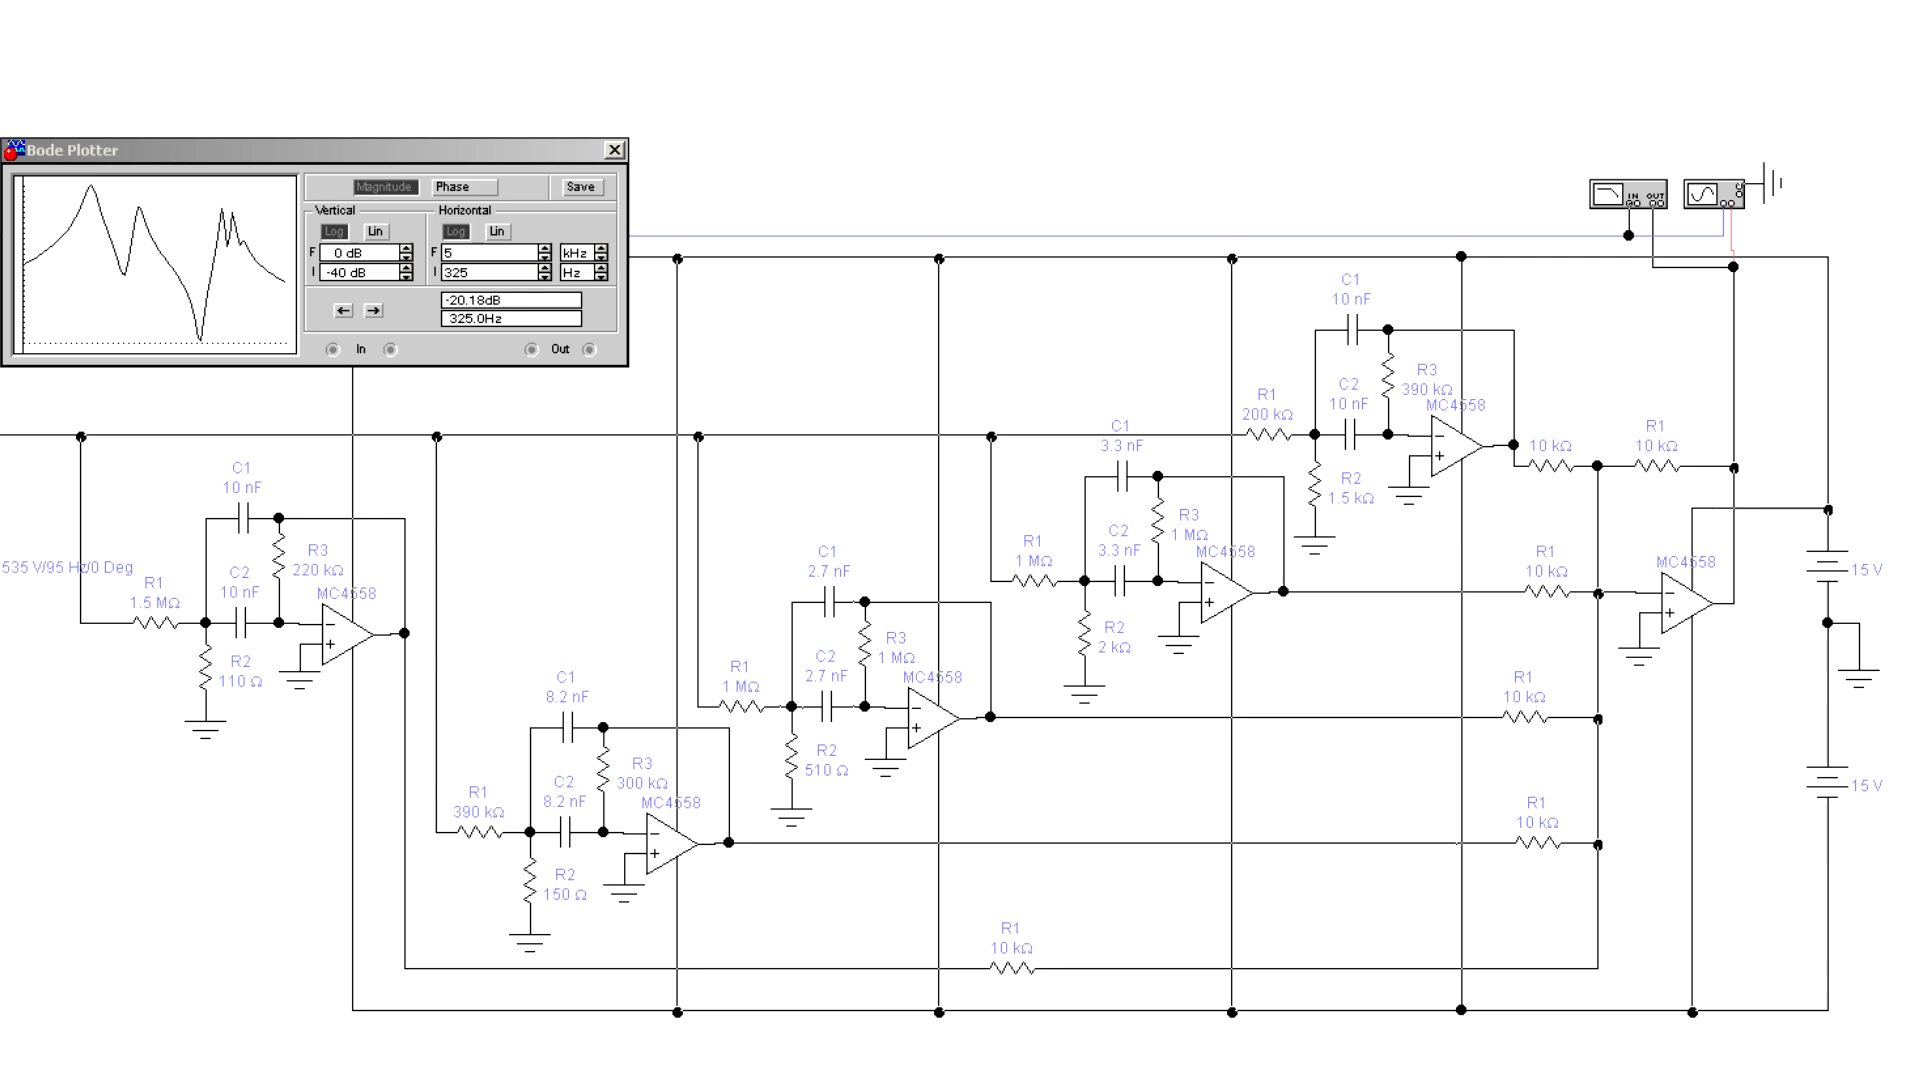 Bode Plotter
Magnitude
Phase
Save
Vertical
Horizontal
Log
Lin
Log
Lin
F
0 dB
F
5
kHz
I
-40 dB
I
325
Hz
-20.18dB
325.0Hz
In
Out
IN OUT
C1
10 nF
R3
390 kΩ
C2
10 nF
MC4558
R1
200 kΩ
R2
1.5 kΩ
10 kΩ
R1
10 kΩ
C1
3.3 nF
R3
1 MΩ
C2
3.3 nF
MC4558
R1
1 MΩ
R2
2 kΩ
R1
10 kΩ
MC4558
15 V
C1
10 nF
R3
220 kΩ
C2
10 nF
MC4558
535 V/95 Hz/0 Deg
R1
1.5 MΩ
R2
110 Ω
C1
2.7 nF
R3
1 MΩ
C2
2.7 nF
MC4558
R1
1 MΩ
R2
510 Ω
R1
10 kΩ
C1
8.2 nF
R3
300 kΩ
C2
8.2 nF
MC4558
R1
390 kΩ
R2
150 Ω
R1
10 kΩ
15 V
R1
10 kΩ